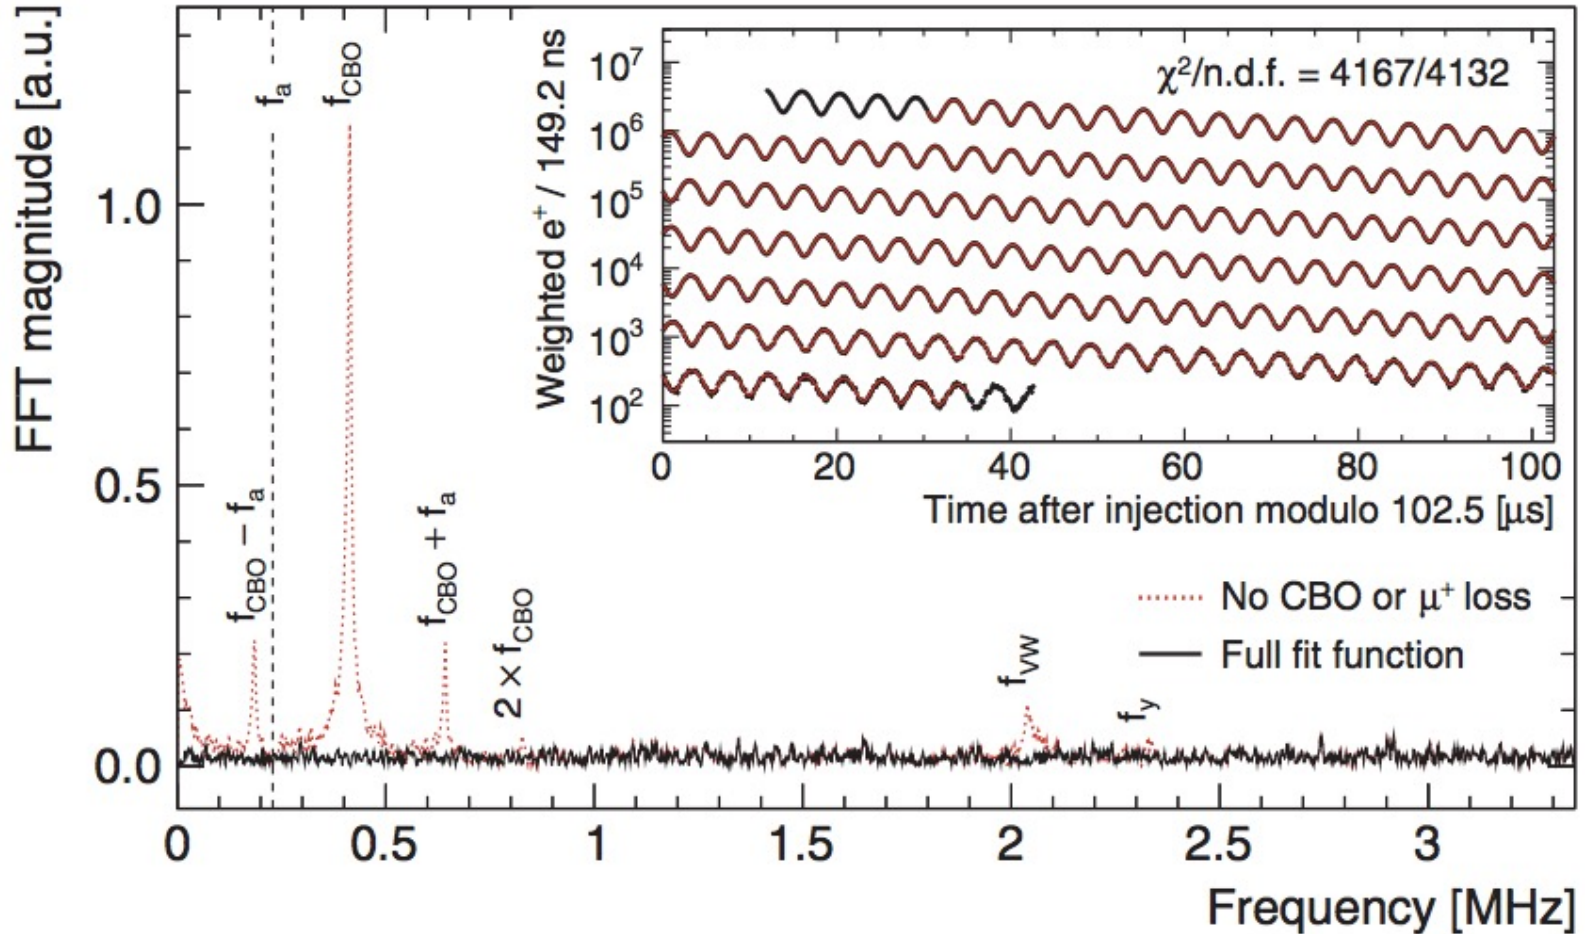 FFT magnitude [a.u.]
1.0
0.5
0.0
f_a
f_CBO
f_CBO − f_a
f_CBO + f_a
2 × f_CBO
f_VW
f_y
Weighted e⁺ / 149.2 ns
10⁷
10⁶
10⁵
10⁴
10³
10²
χ²/n.d.f. = 4167/4132
0 20 40 60 80 100
Time after injection modulo 102.5 [μs]
No CBO or μ⁺ loss
Full fit function
0 0.5 1 1.5 2 2.5 3
Frequency [MHz]